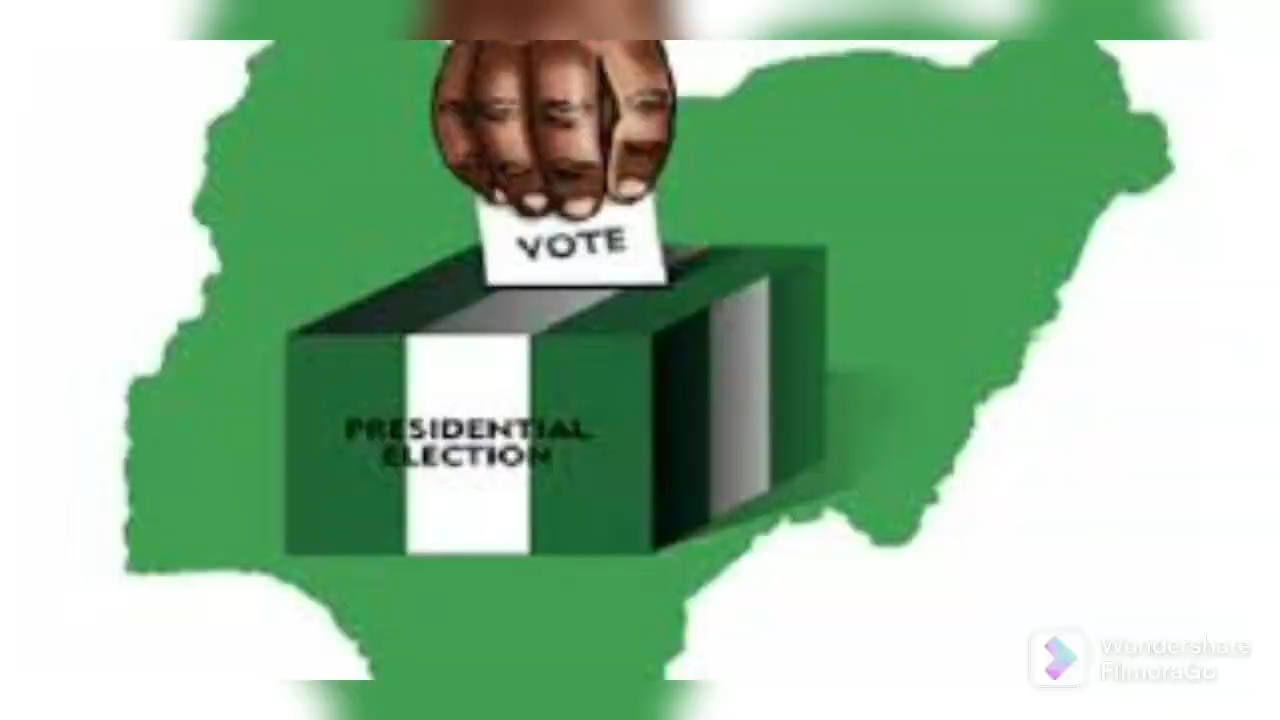 VOTE
PRESIDENTIAL
ELECTION
Wondershare
FilmoraGo